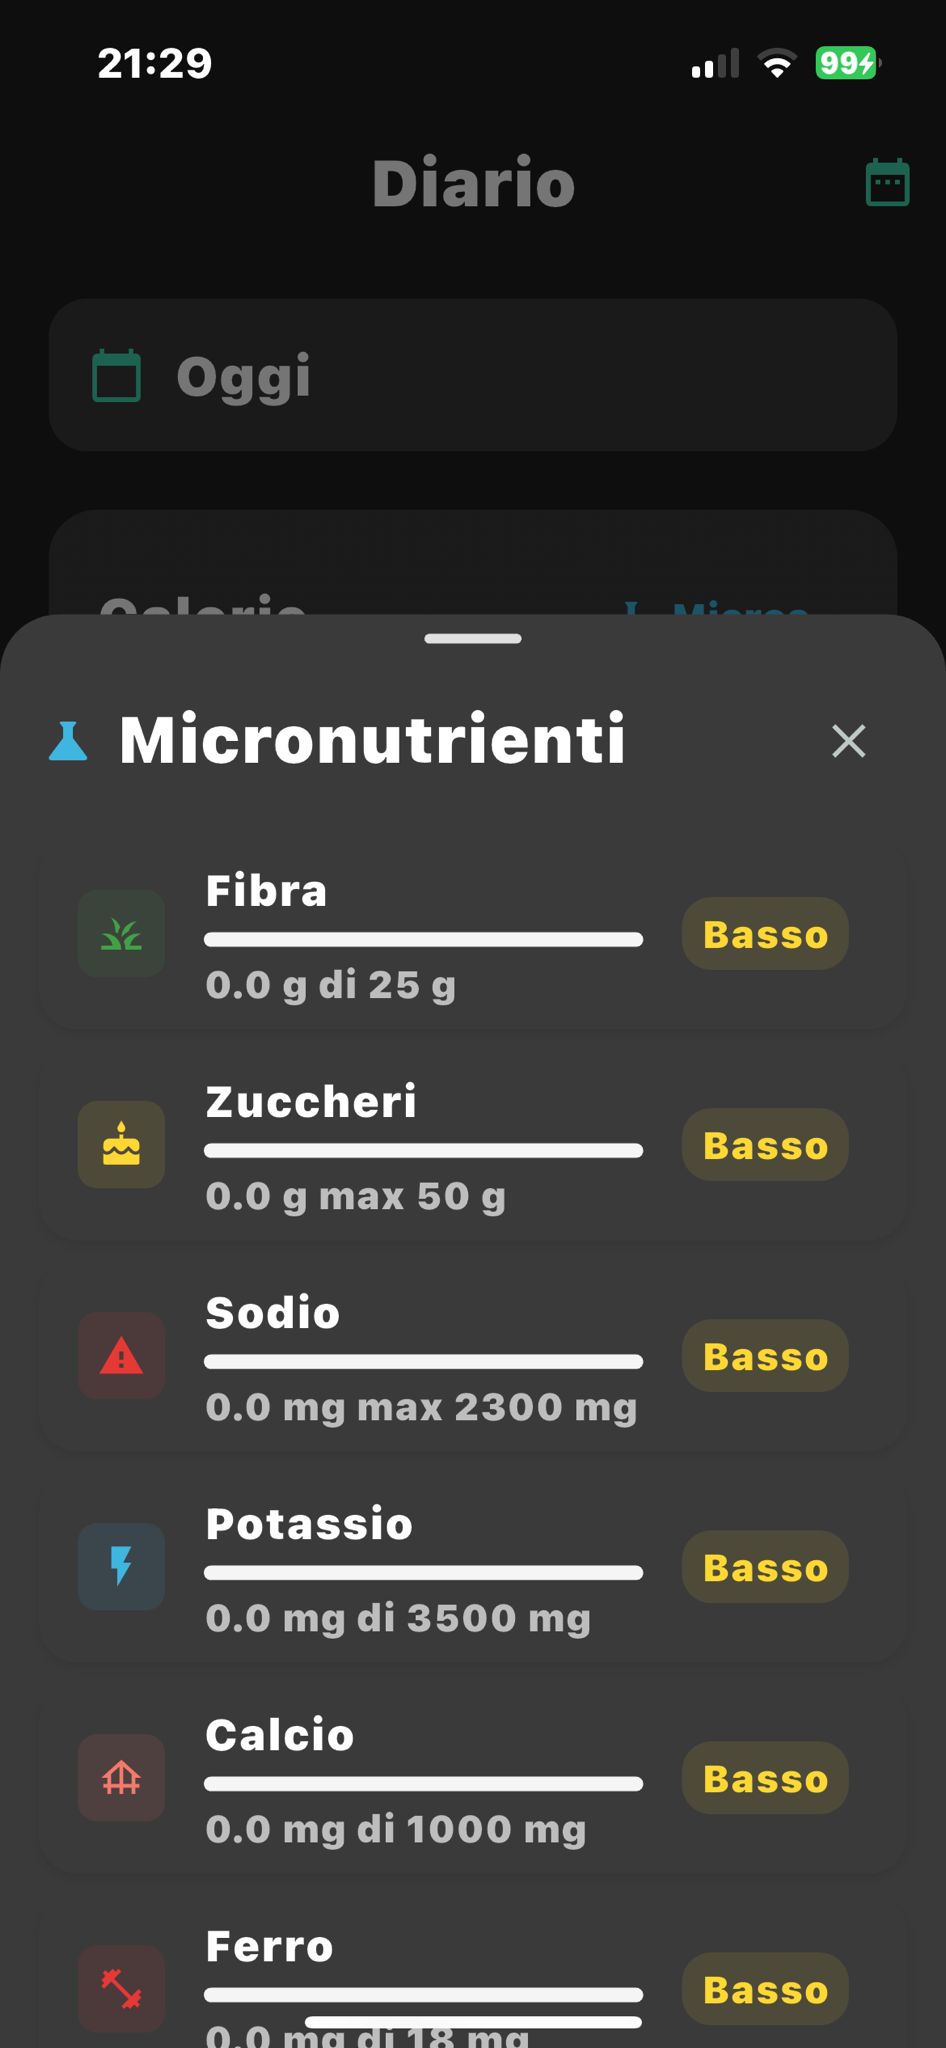 21:29
99
Diario
Oggi
Calorie
Micros
Micronutrienti
Fibra
Basso
0.0 g di 25 g
Zuccheri
Basso
0.0 g max 50 g
Sodio
Basso
0.0 mg max 2300 mg
Potassio
Basso
0.0 mg di 3500 mg
Calcio
Basso
0.0 mg di 1000 mg
Ferro
Basso
0.0 mg di 18 mg